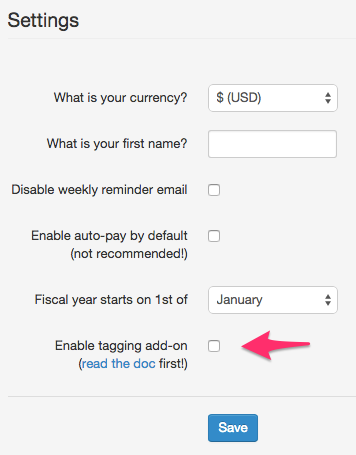 Settings
What is your currency? $ (USD)
What is your first name?
Disable weekly reminder email
Enable auto-pay by default
(not recommended!)
Fiscal year starts on 1st of January
Enable tagging add-on
(read the doc first!)
Save